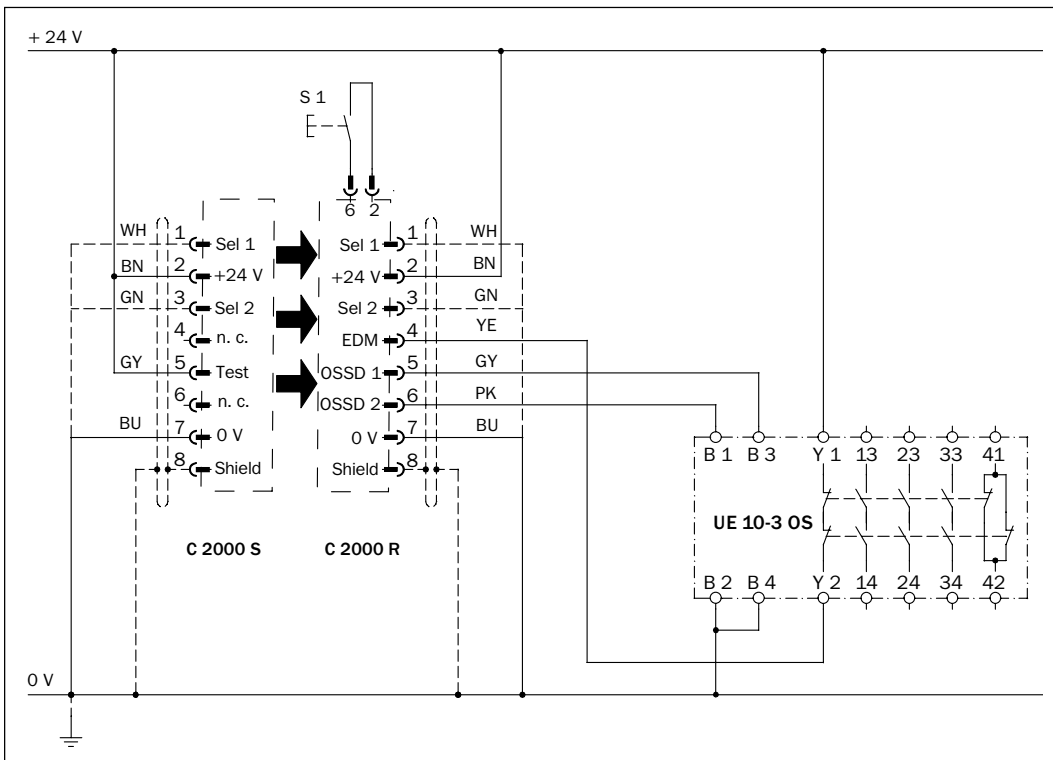 + 24 V
S 1
6 2
WH 1 Sel 1
BN 2 +24 V
GN 3 Sel 2
4 n. c.
GY 5 Test
6 n. c.
BU 7 0 V
8 Shield
C 2000 S
Sel 1 1 WH
+24 V 2 BN
Sel 2 3 GN
EDM 4 YE
OSSD 1 5 GY
OSSD 2 6 PK
0 V 7 BU
Shield 8
C 2000 R
B 1 B 3 Y 1 13 23 33 41
UE 10-3 OS
B 2 B 4 Y 2 14 24 34 42
0 V